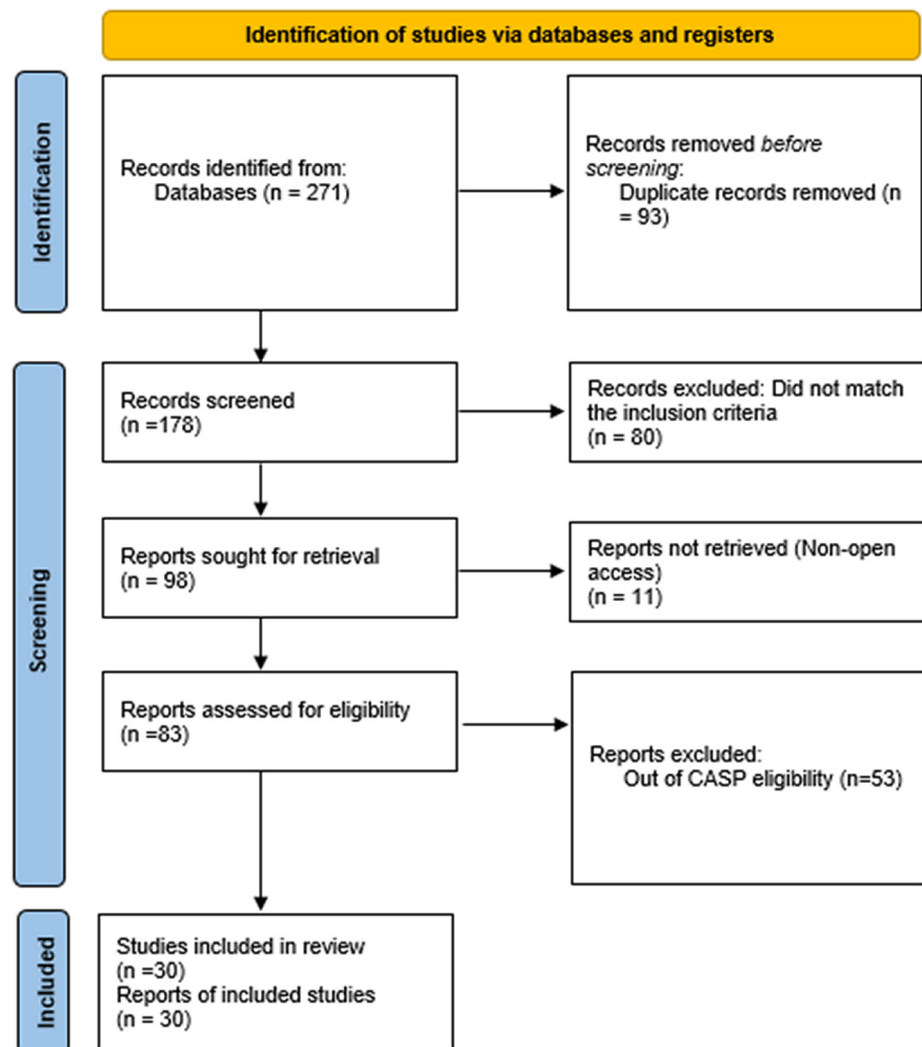 Identification of studies via databases and registers
Identification
Records identified from:
Databases (n = 271)
Records removed before
screening:
Duplicate records removed (n
= 93)
Screening
Records screened
(n =178)
Records excluded: Did not match
the inclusion criteria
(n = 80)
Reports sought for retrieval
(n = 98)
Reports not retrieved (Non-open
access)
(n = 11)
Reports assessed for eligibility
(n =83)
Reports excluded:
Out of CASP eligibility (n=53)
Included
Studies included in review
(n =30)
Reports of included studies
(n = 30)